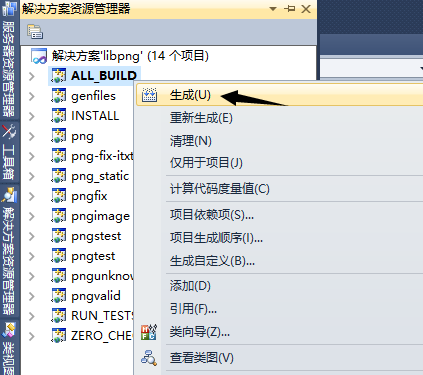 解决方案资源管理器
服务器资源管理器
工具箱
解决方案资源管理器
类视图
解决方案'libpng' (14 个项目)
ALL_BUILD
genfiles
INSTALL
png
png-fix-itxt
png_static
pngfix
pngimage
pngstest
pngtest
pngunknow
pngvalid
RUN_TESTS
ZERO_CHE
生成(U)
重新生成(E)
清理(N)
仅用于项目(J)
计算代码度量值(C)
项目依赖项(S)...
项目生成顺序(I)...
生成自定义(B)...
添加(D)
引用(F)...
类向导(Z)...
查看类图(V)